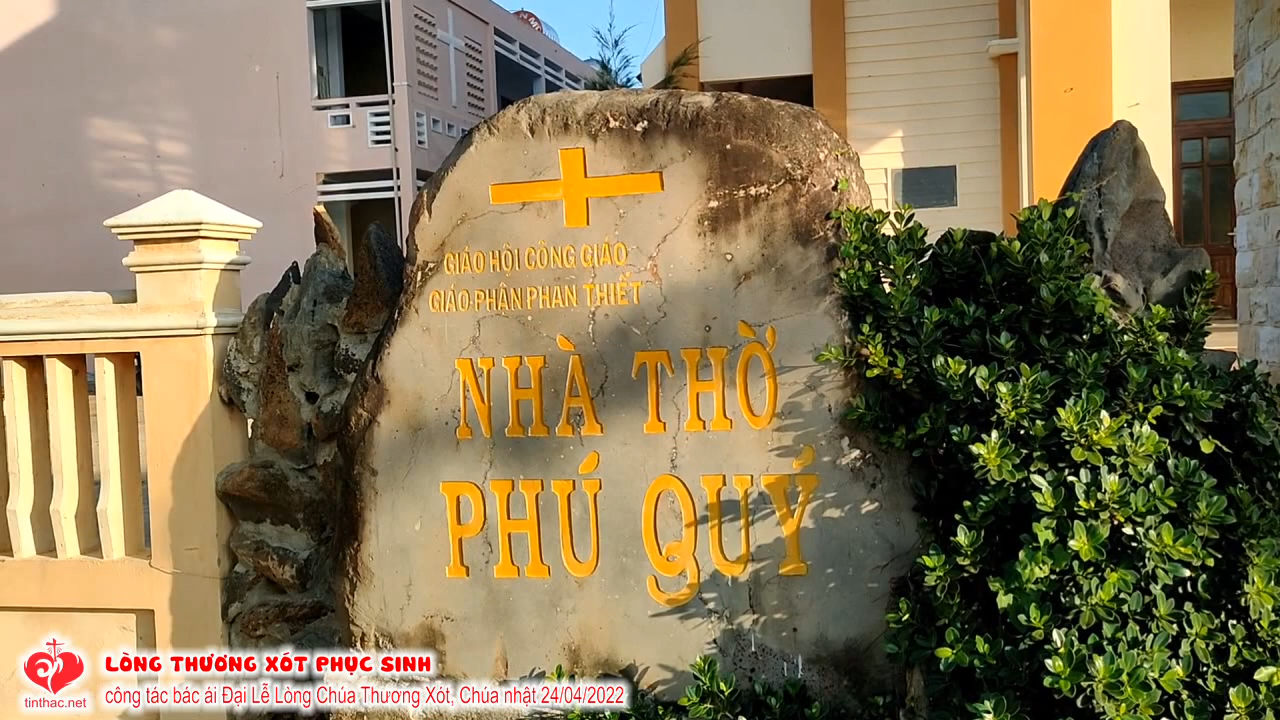 GIÁO HỘI CÔNG GIÁO
GIÁO PHẬN PHAN THIẾT
NHÀ THỜ
PHÚ QUÝ
LÒNG THƯƠNG XÓT PHỤC SINH
công tác bác ái Đại Lễ Lòng Chúa Thương Xót, Chúa nhật 24/04/2022
tinthac.net